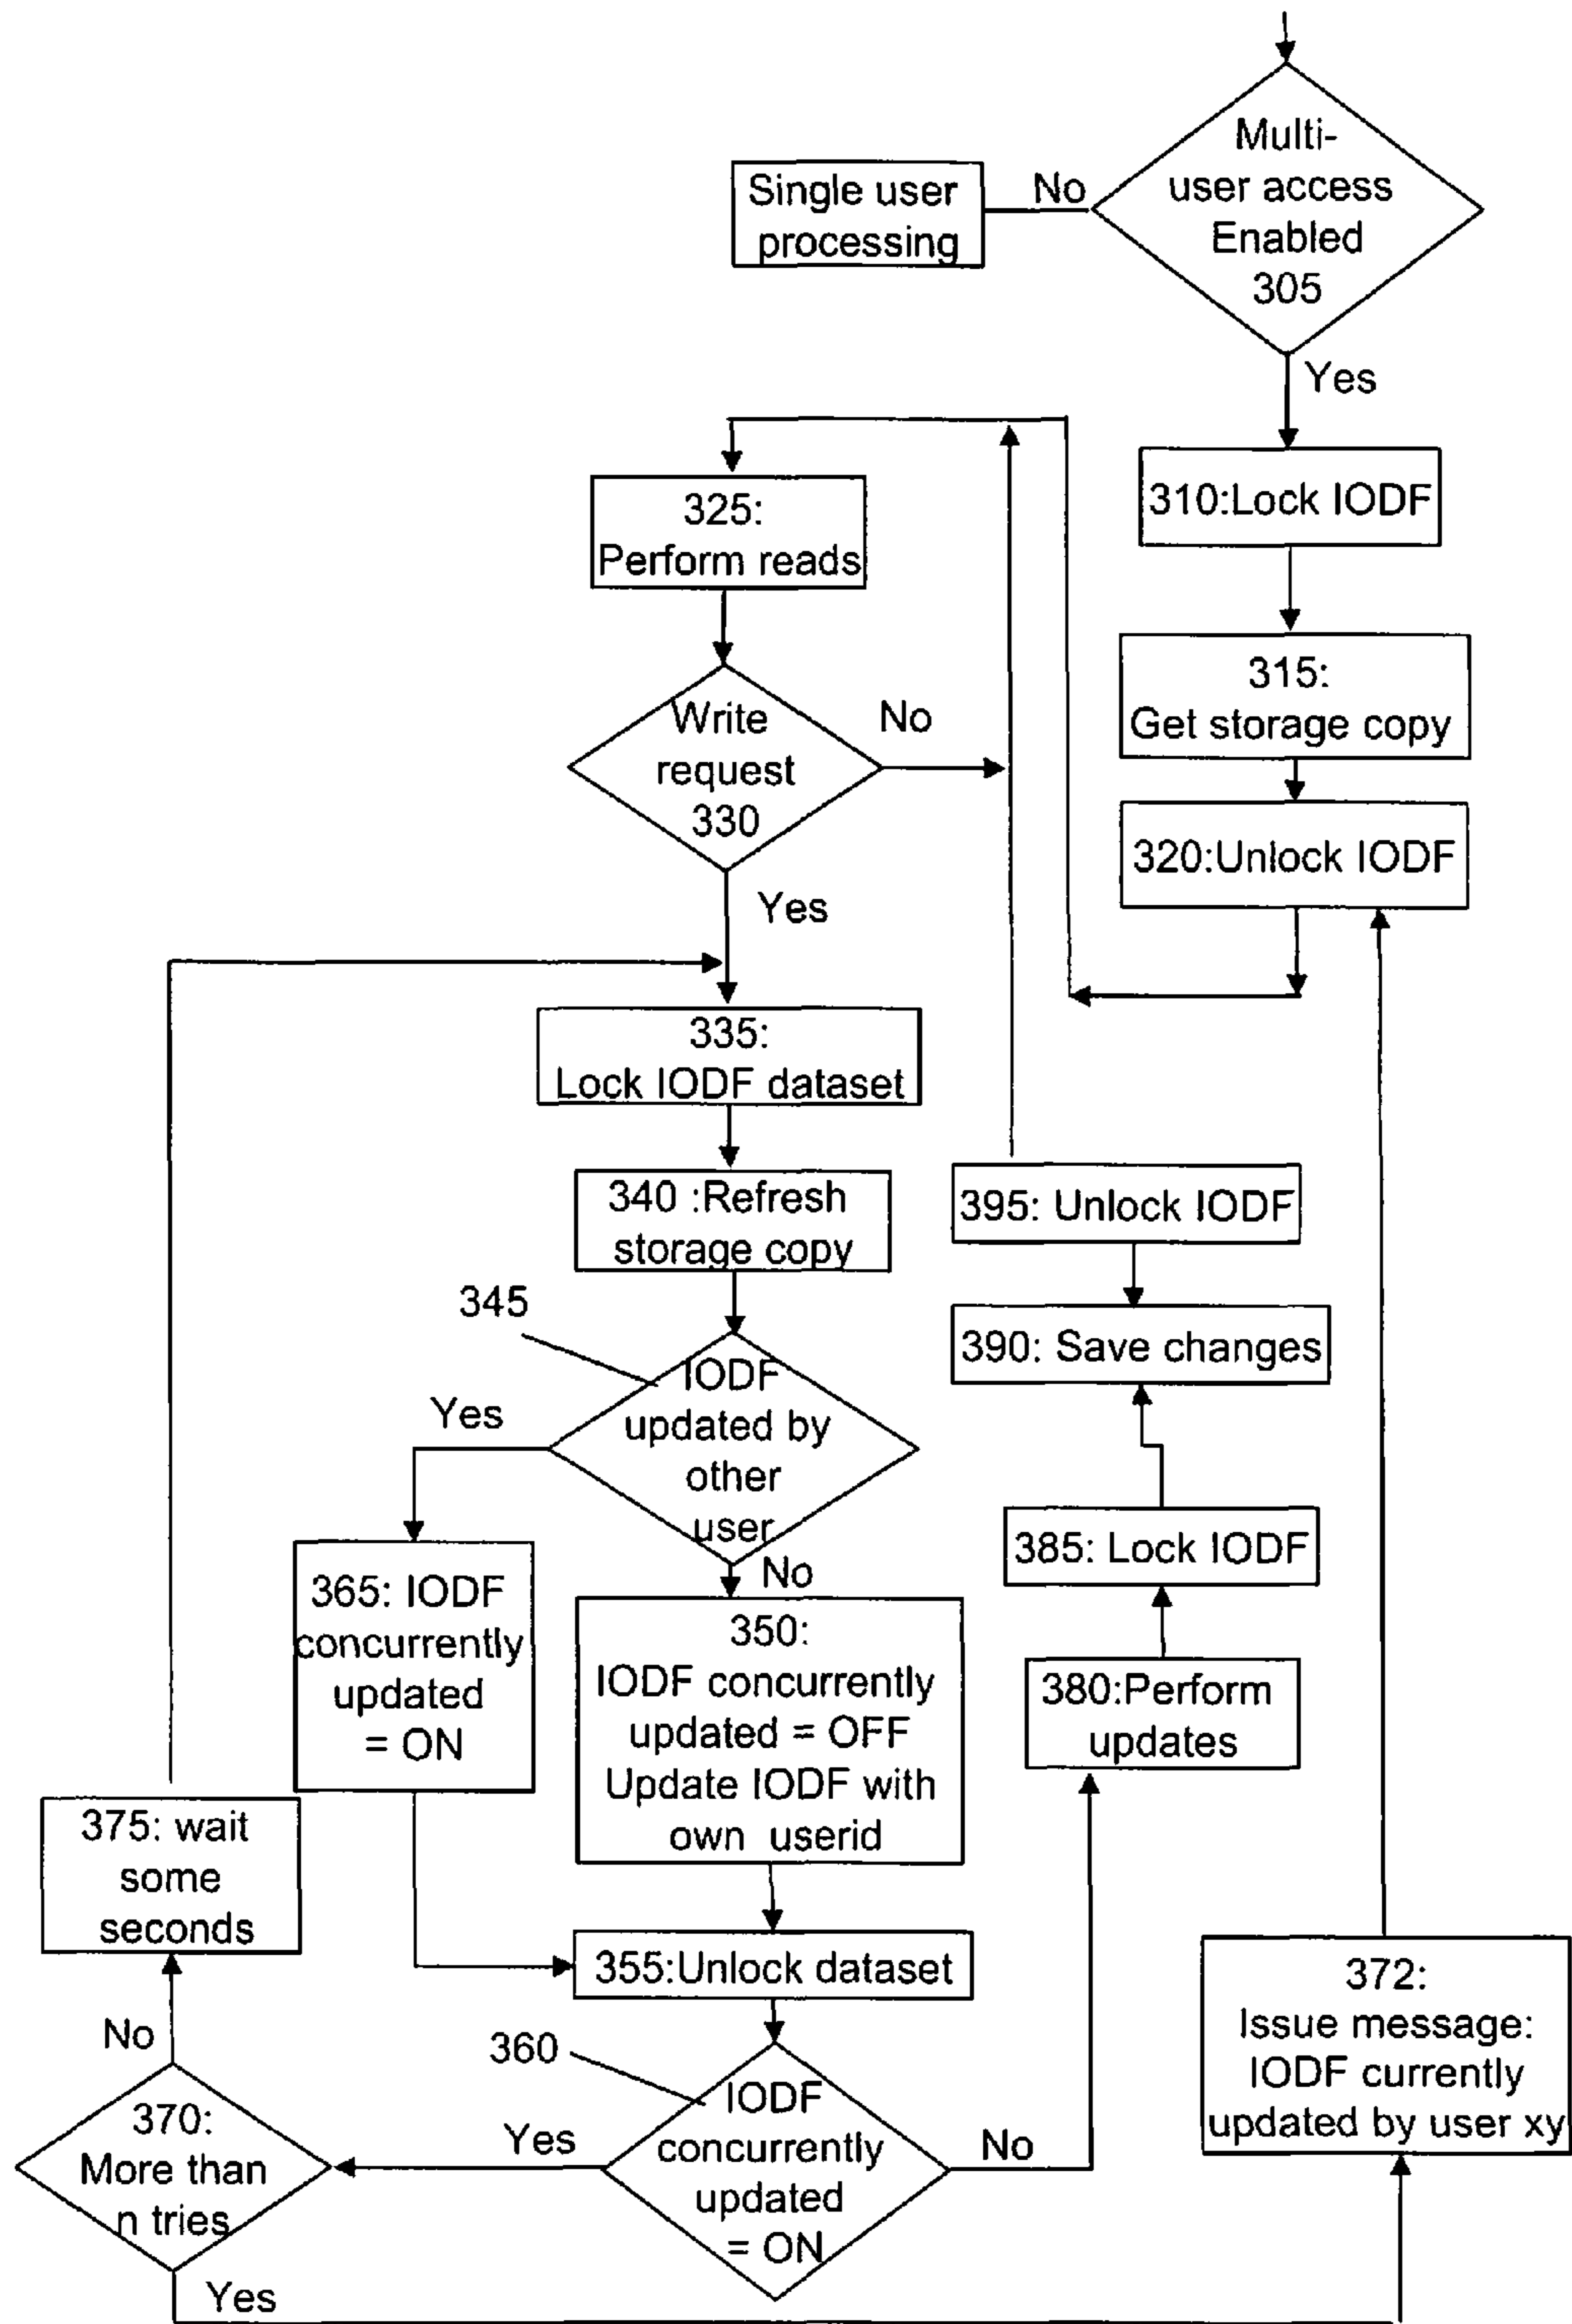 Multi-
user access
Enabled
305
No
Single user
processing
Yes
310:Lock IODF
315:
Get storage copy
320:Unlock IODF
325:
Perform reads
Write
request
330
No
Yes
335:
Lock IODF dataset
340 :Refresh
storage copy
345
IODF
updated by
other
user
Yes
No
365: IODF
concurrently
updated
= ON
350:
IODF concurrently
updated = OFF
Update IODF with
own userid
355:Unlock dataset
360
IODF
concurrently
updated
= ON
Yes
No
370:
More than
n tries
No
Yes
375: wait
some
seconds
372:
Issue message:
IODF currently
updated by user xy
380:Perform
updates
385: Lock IODF
390: Save changes
395: Unlock IODF